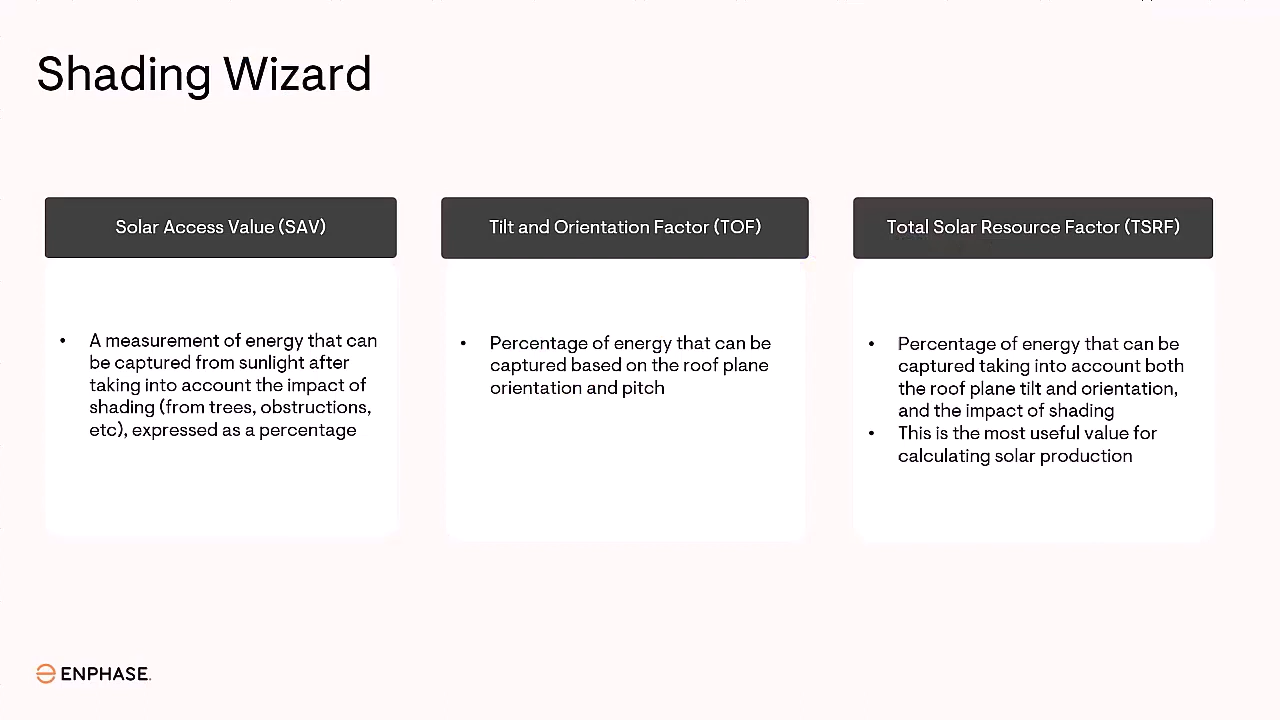 Shading Wizard
Solar Access Value (SAV)
• A measurement of energy that can
be captured from sunlight after
taking into account the impact of
shading (from trees, obstructions,
etc), expressed as a percentage
Tilt and Orientation Factor (TOF)
• Percentage of energy that can be
captured based on the roof plane
orientation and pitch
Total Solar Resource Factor (TSRF)
• Percentage of energy that can be
captured taking into account both
the roof plane tilt and orientation,
and the impact of shading
• This is the most useful value for
calculating solar production
ENPHASE.